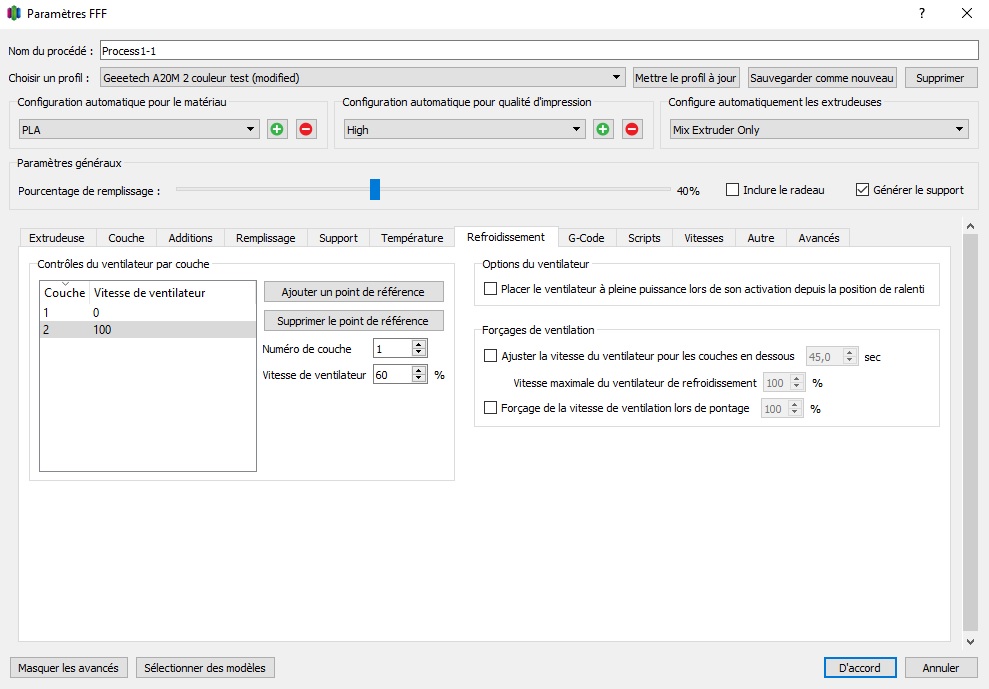 Paramètres FFF
Nom du procédé : Process1-1
Choisir un profil : Geeetech A20M 2 couleur test (modified) Mettre le profil à jour Sauvegarder comme nouveau Supprimer
Configuration automatique pour le matériau Configuration automatique pour qualité d'impression Configure automatiquement les extrudeuses
PLA High Mix Extruder Only
Paramètres généraux
Pourcentage de remplissage : 40% Inclure le radeau Générer le support
Extrudeuse Couche Additions Remplissage Support Température Refroidissement G-Code Scripts Vitesses Autre Avancés
Contrôles du ventilateur par couche Options du ventilateur
Couche Vitesse de ventilateur Ajouter un point de référence Placer le ventilateur à pleine puissance lors de son activation depuis la position de ralenti
1 0
2 100 Supprimer le point de référence Forçages de ventilation
Numéro de couche 1 Ajuster la vitesse du ventilateur pour les couches en dessous 45,0 sec
Vitesse de ventilateur 60 % Vitesse maximale du ventilateur de refroidissement 100 %
Forçage de la vitesse de ventilation lors de pontage 100 %
Masquer les avancés Sélectionner des modèles D'accord Annuler